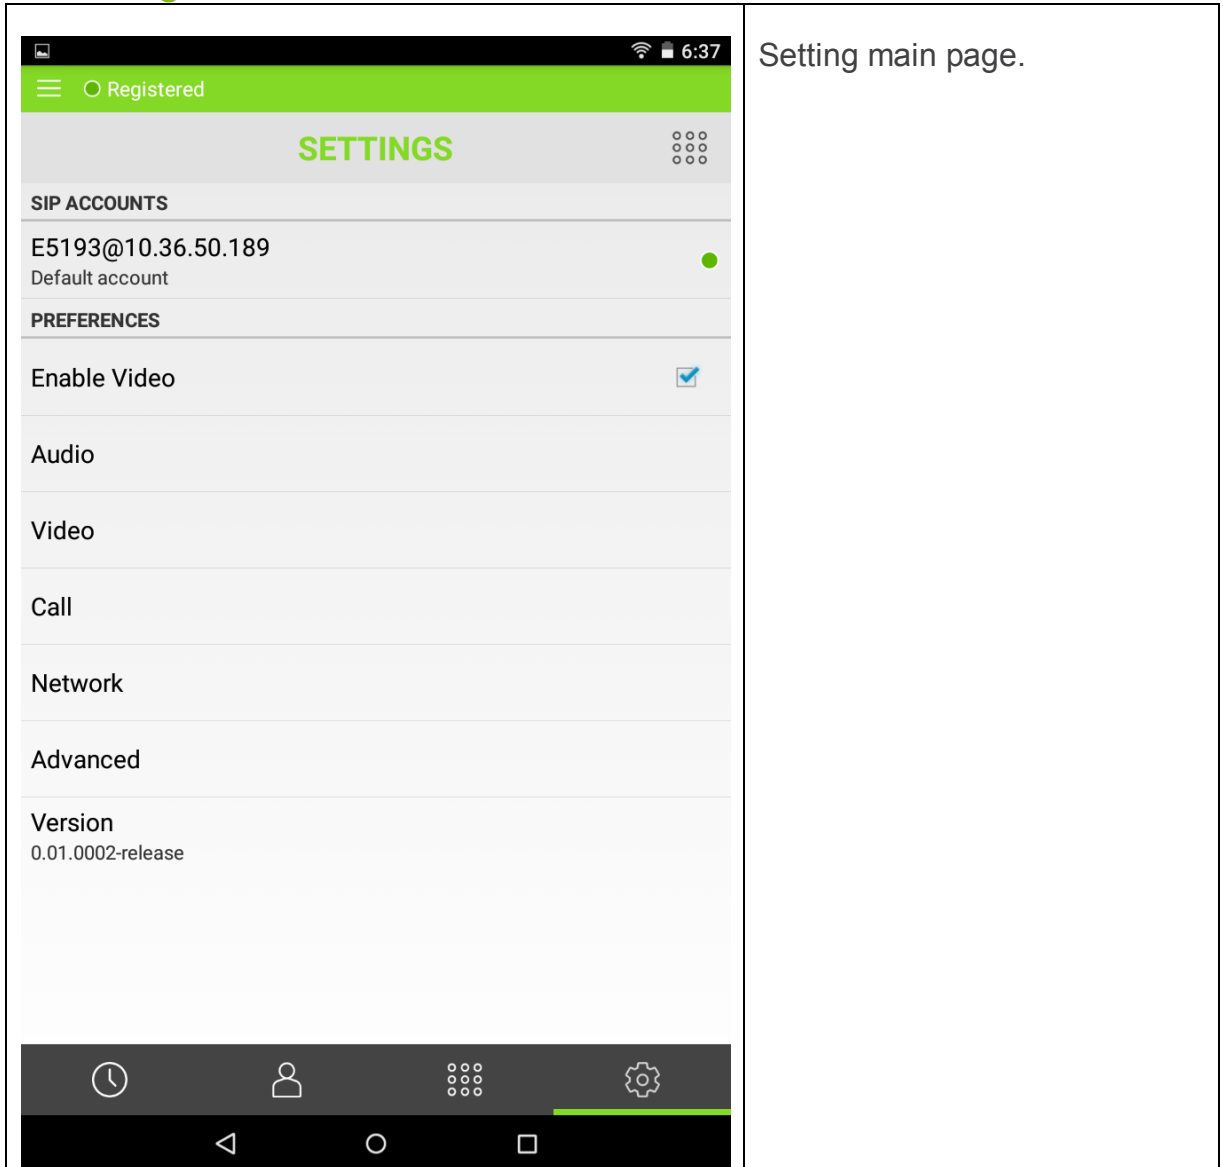 6:37
Registered
SETTINGS
SIP ACCOUNTS
E5193@10.36.50.189
Default account
PREFERENCES
Enable Video
Audio
Video
Call
Network
Advanced
Version
0.01.0002-release
Setting main page.